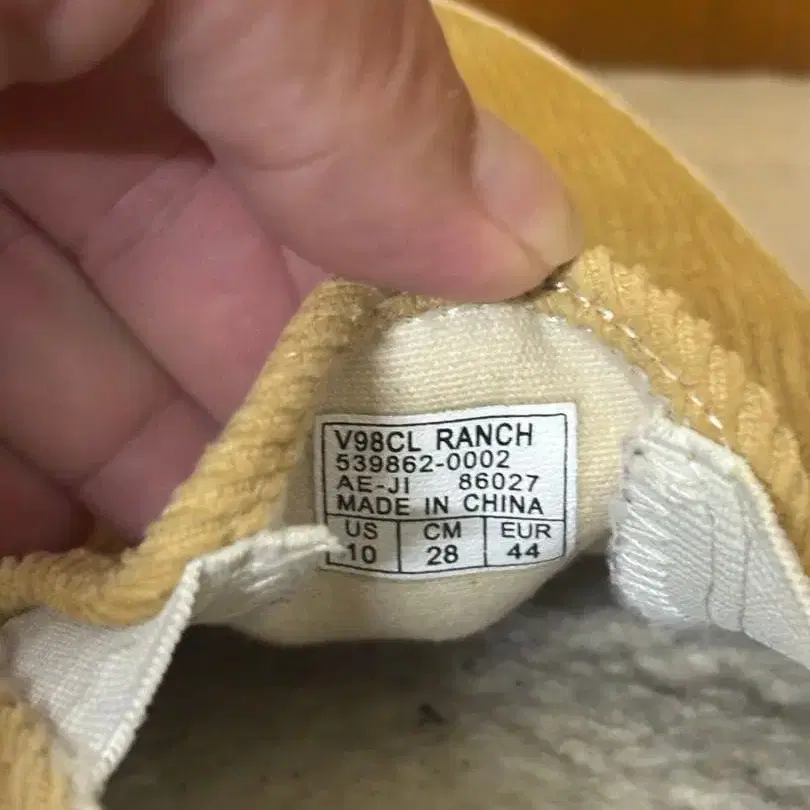 V98CL RANCH
539862-0002
AE-JI 86027
MADE IN CHINA
US CM EUR
10 28 44